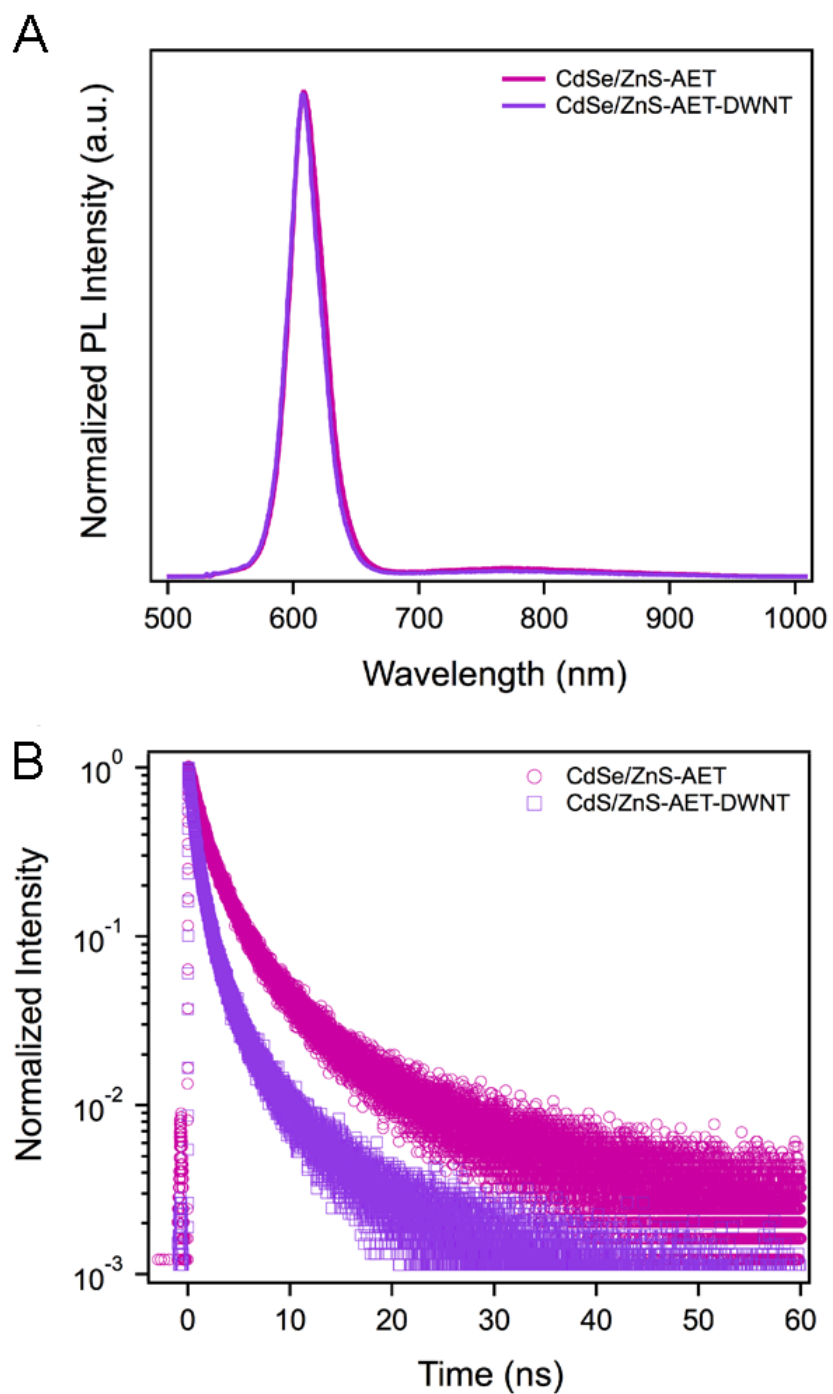 A
CdSe/ZnS-AET
CdSe/ZnS-AET-DWNT
Normalized PL Intensity (a.u.)
500 600 700 800 900 1000
Wavelength (nm)
B
CdSe/ZnS-AET
CdS/ZnS-AET-DWNT
10⁰
10⁻¹
10⁻²
10⁻³
Normalized Intensity
0 10 20 30 40 50 60
Time (ns)